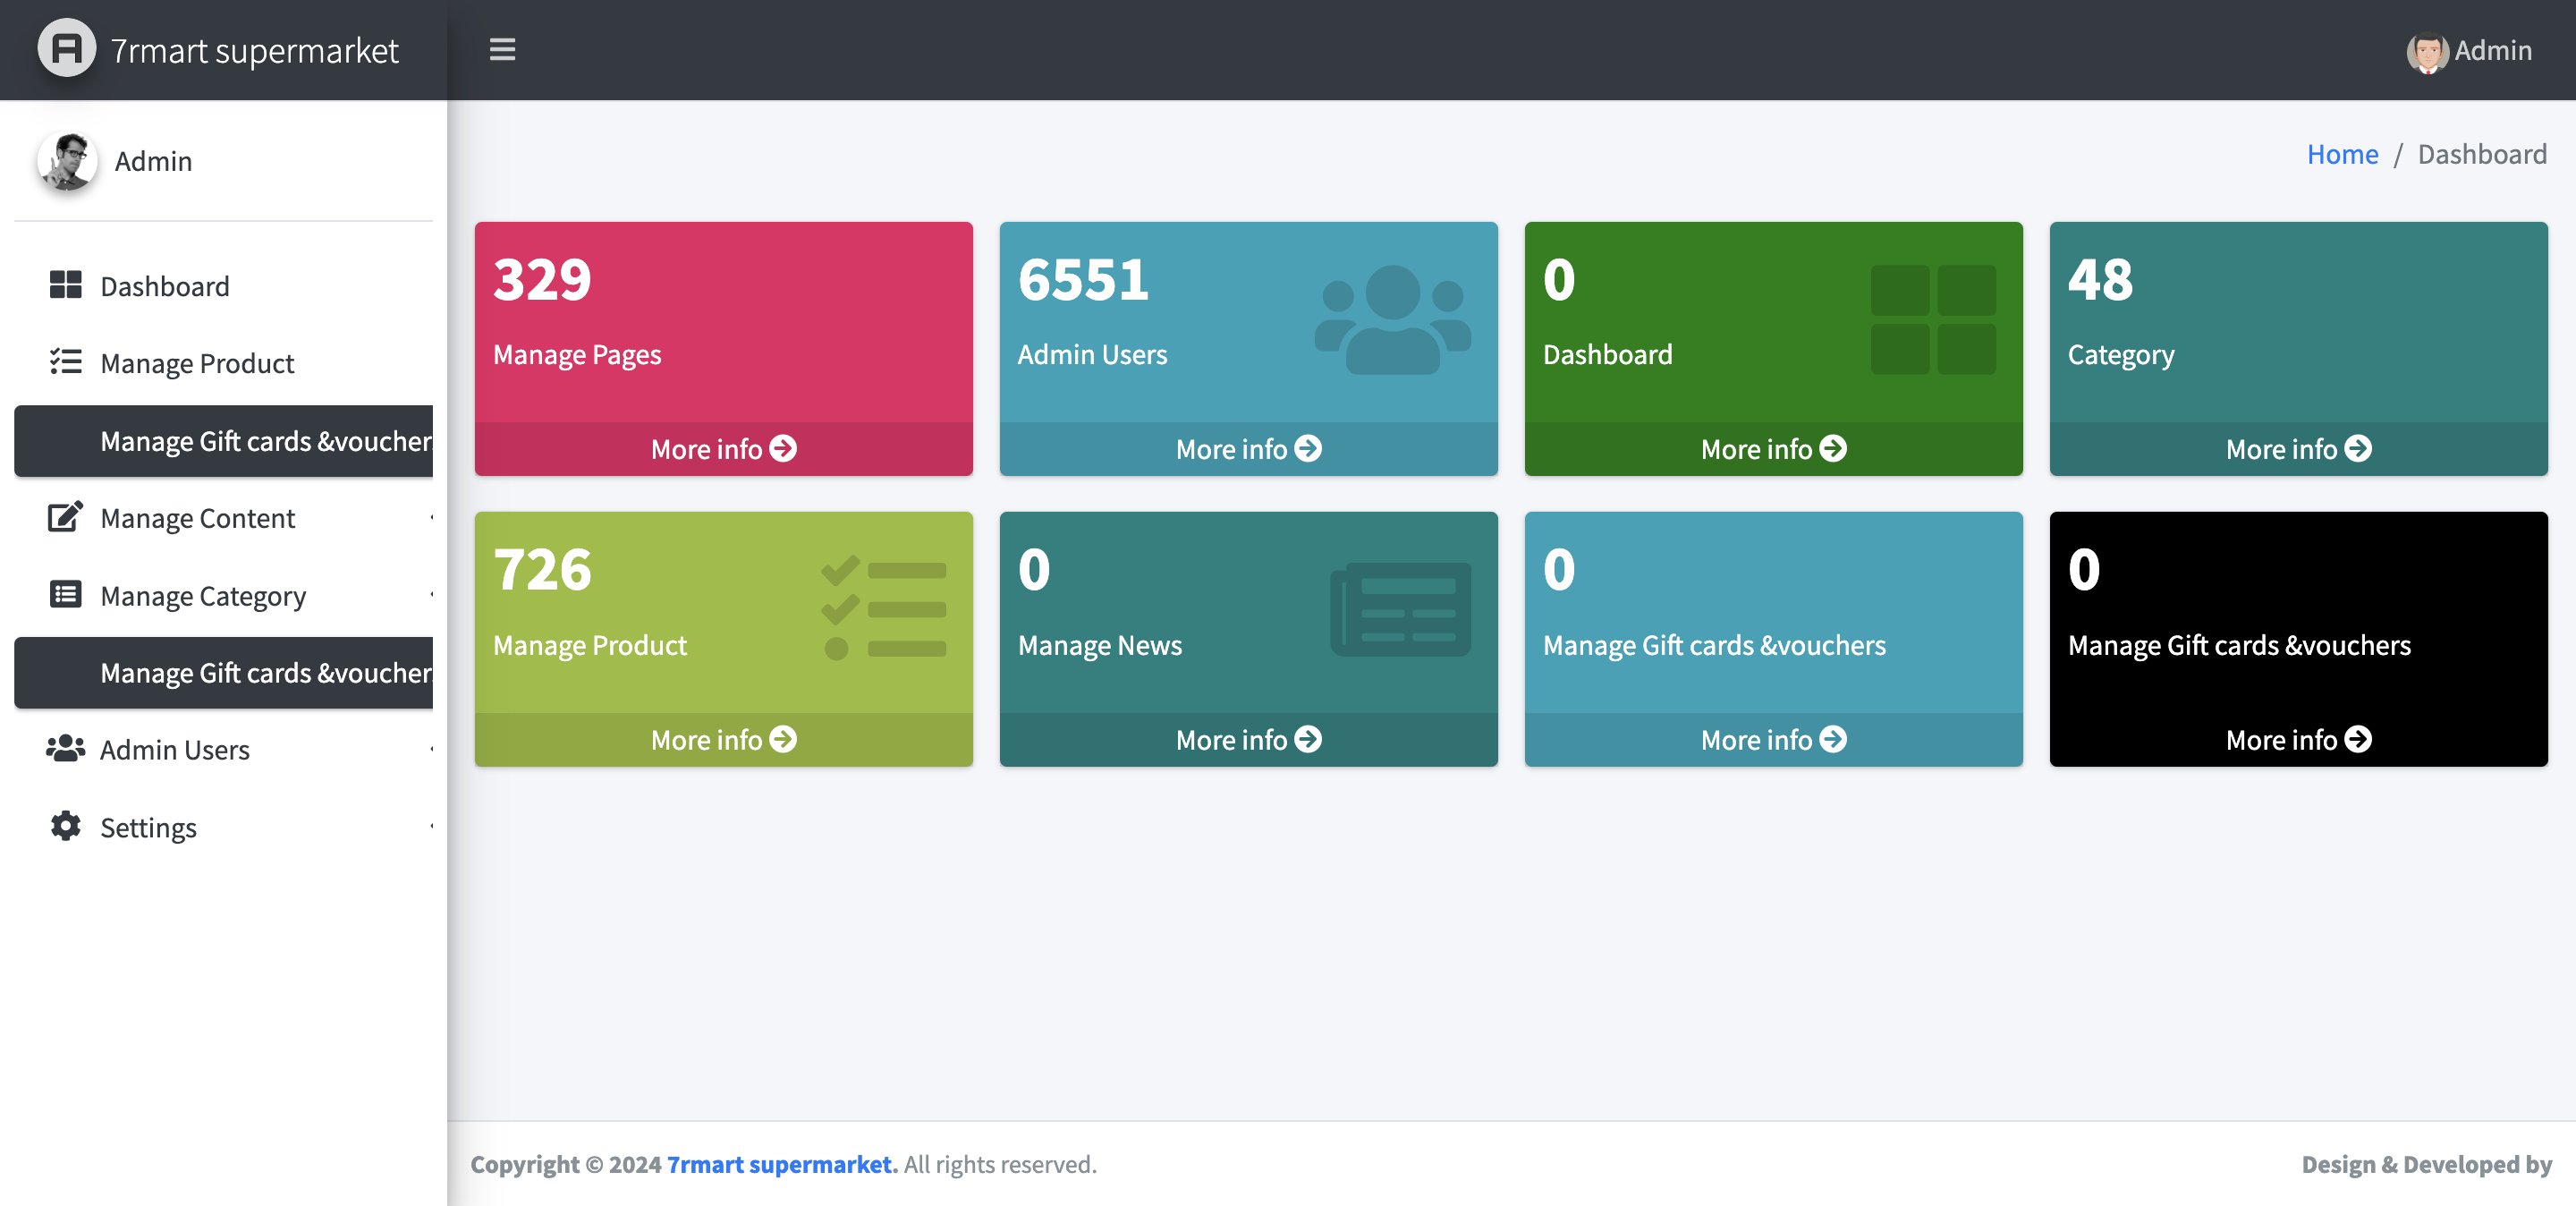 7rmart supermarket
Admin
Admin
Home / Dashboard
Dashboard
Manage Product
Manage Gift cards &voucher
Manage Content
Manage Category
Manage Gift cards &voucher
Admin Users
Settings
329
Manage Pages
More info
6551
Admin Users
More info
0
Dashboard
More info
48
Category
More info
726
Manage Product
More info
0
Manage News
More info
0
Manage Gift cards &vouchers
More info
0
Manage Gift cards &vouchers
More info
Copyright © 2024 7rmart supermarket. All rights reserved.
Design & Developed by